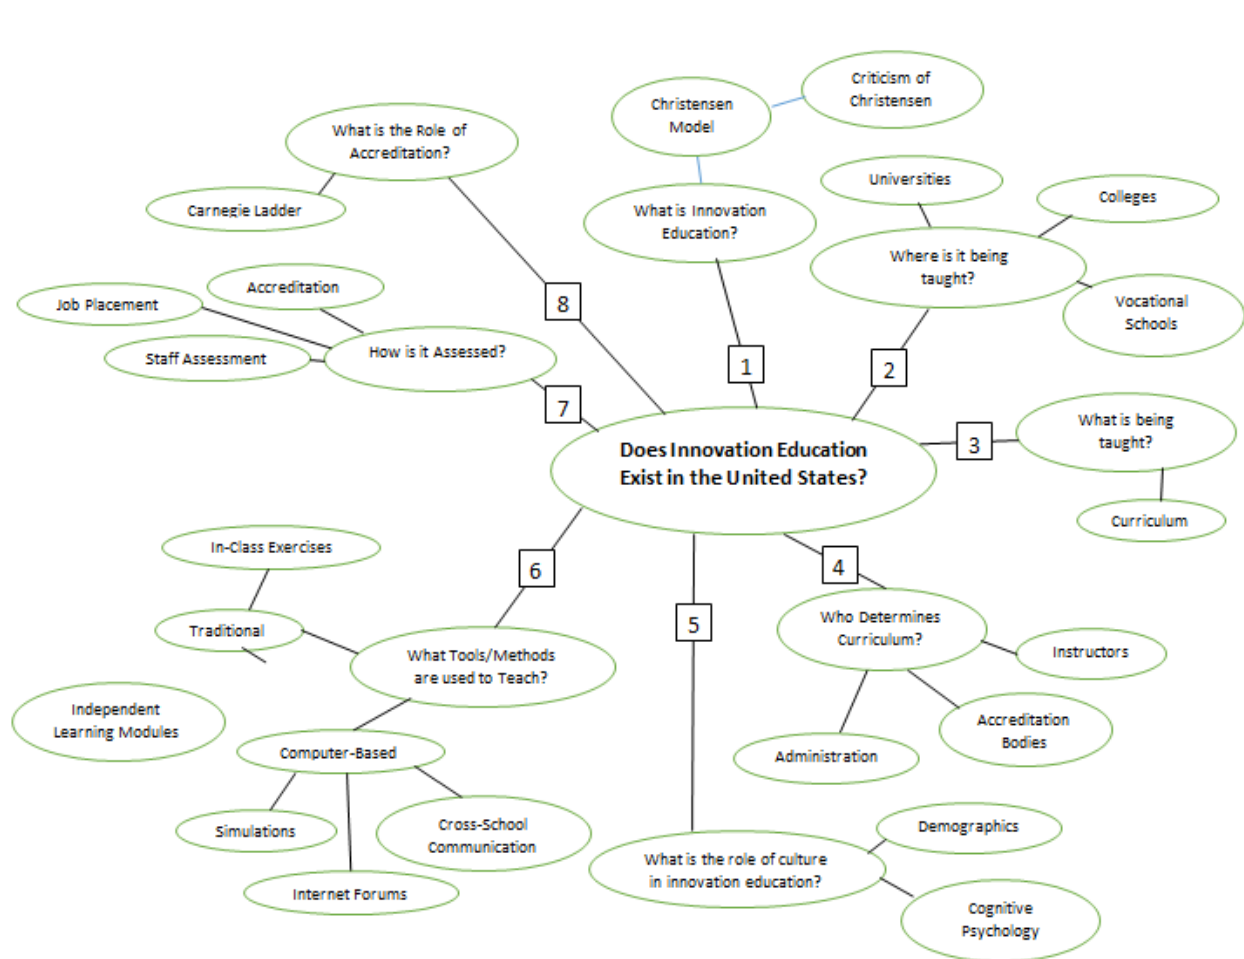 Does Innovation Education
Exist in the United States?
1
What is Innovation
Education?
Christensen
Model
Criticism of
Christensen
2
Where is it being
taught?
Universities
Colleges
Vocational
Schools
3
What is being
taught?
Curriculum
4
Who Determines
Curriculum?
Instructors
Accreditation
Bodies
Administration
5
What is the role of culture
in innovation education?
Demographics
Cognitive
Psychology
6
What Tools/Methods
are used to Teach?
Traditional
In-Class Exercises
Independent
Learning Modules
Computer-Based
Simulations
Internet Forums
Cross-School
Communication
7
How is it Assessed?
Accreditation
Job Placement
Staff Assessment
8
What is the Role of
Accreditation?
Carnegie Ladder